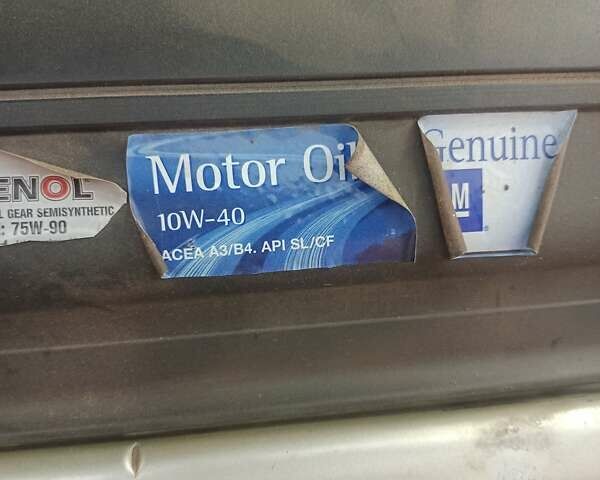 ENOL
L GEAR SEMISYNTHETIC
: 75W-90
Motor Oil
10W-40
ACEA A3/B4. API SL/CF
Genuine
M